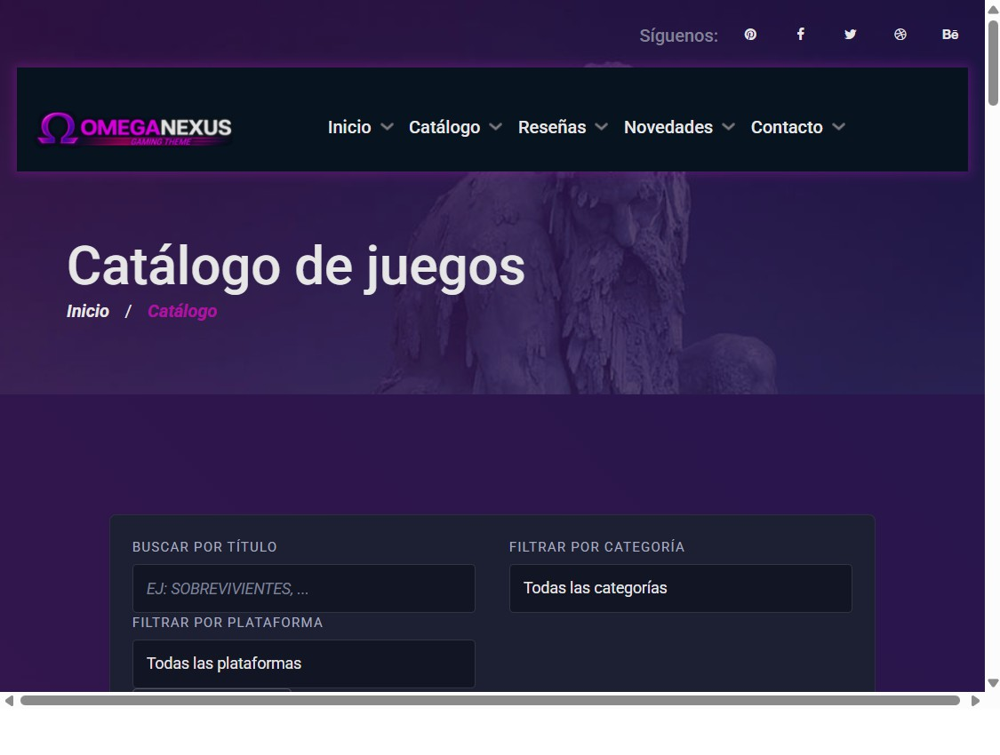 Síguenos:
Bē
OMEGANEXUS
GAMING THEME
Inicio Catálogo Reseñas Novedades Contacto
Catálogo de juegos
Inicio / Catálogo
BUSCAR POR TÍTULO
FILTRAR POR CATEGORÍA
EJ: SOBREVIVIENTES, ...
Todas las categorías
FILTRAR POR PLATAFORMA
Todas las plataformas